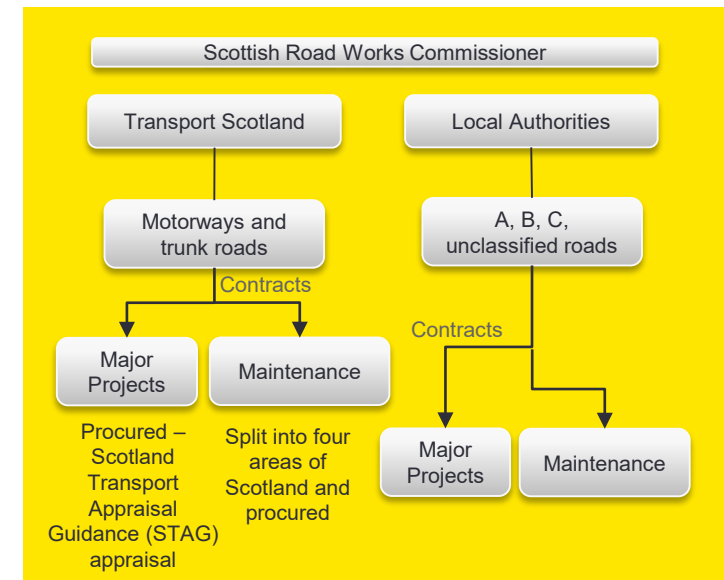 Scottish Road Works Commissioner
Transport Scotland
Local Authorities
Motorways and
trunk roads
A, B, C,
unclassified roads
Contracts
Contracts
Major
Projects
Maintenance
Procured –
Scotland
Transport
Appraisal
Guidance (STAG)
appraisal
Split into four
areas of
Scotland and
procured
Major
Projects
Maintenance